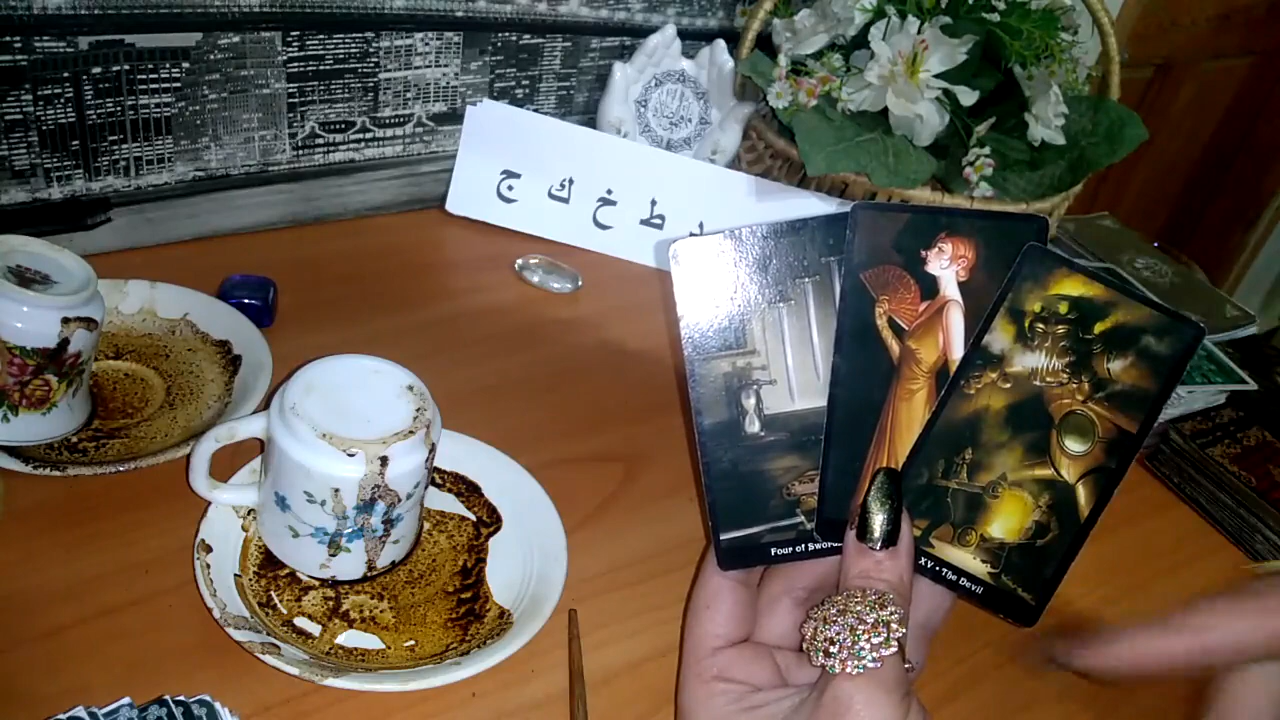 ج ك خ ط
Four of Swords
XV • The Devil